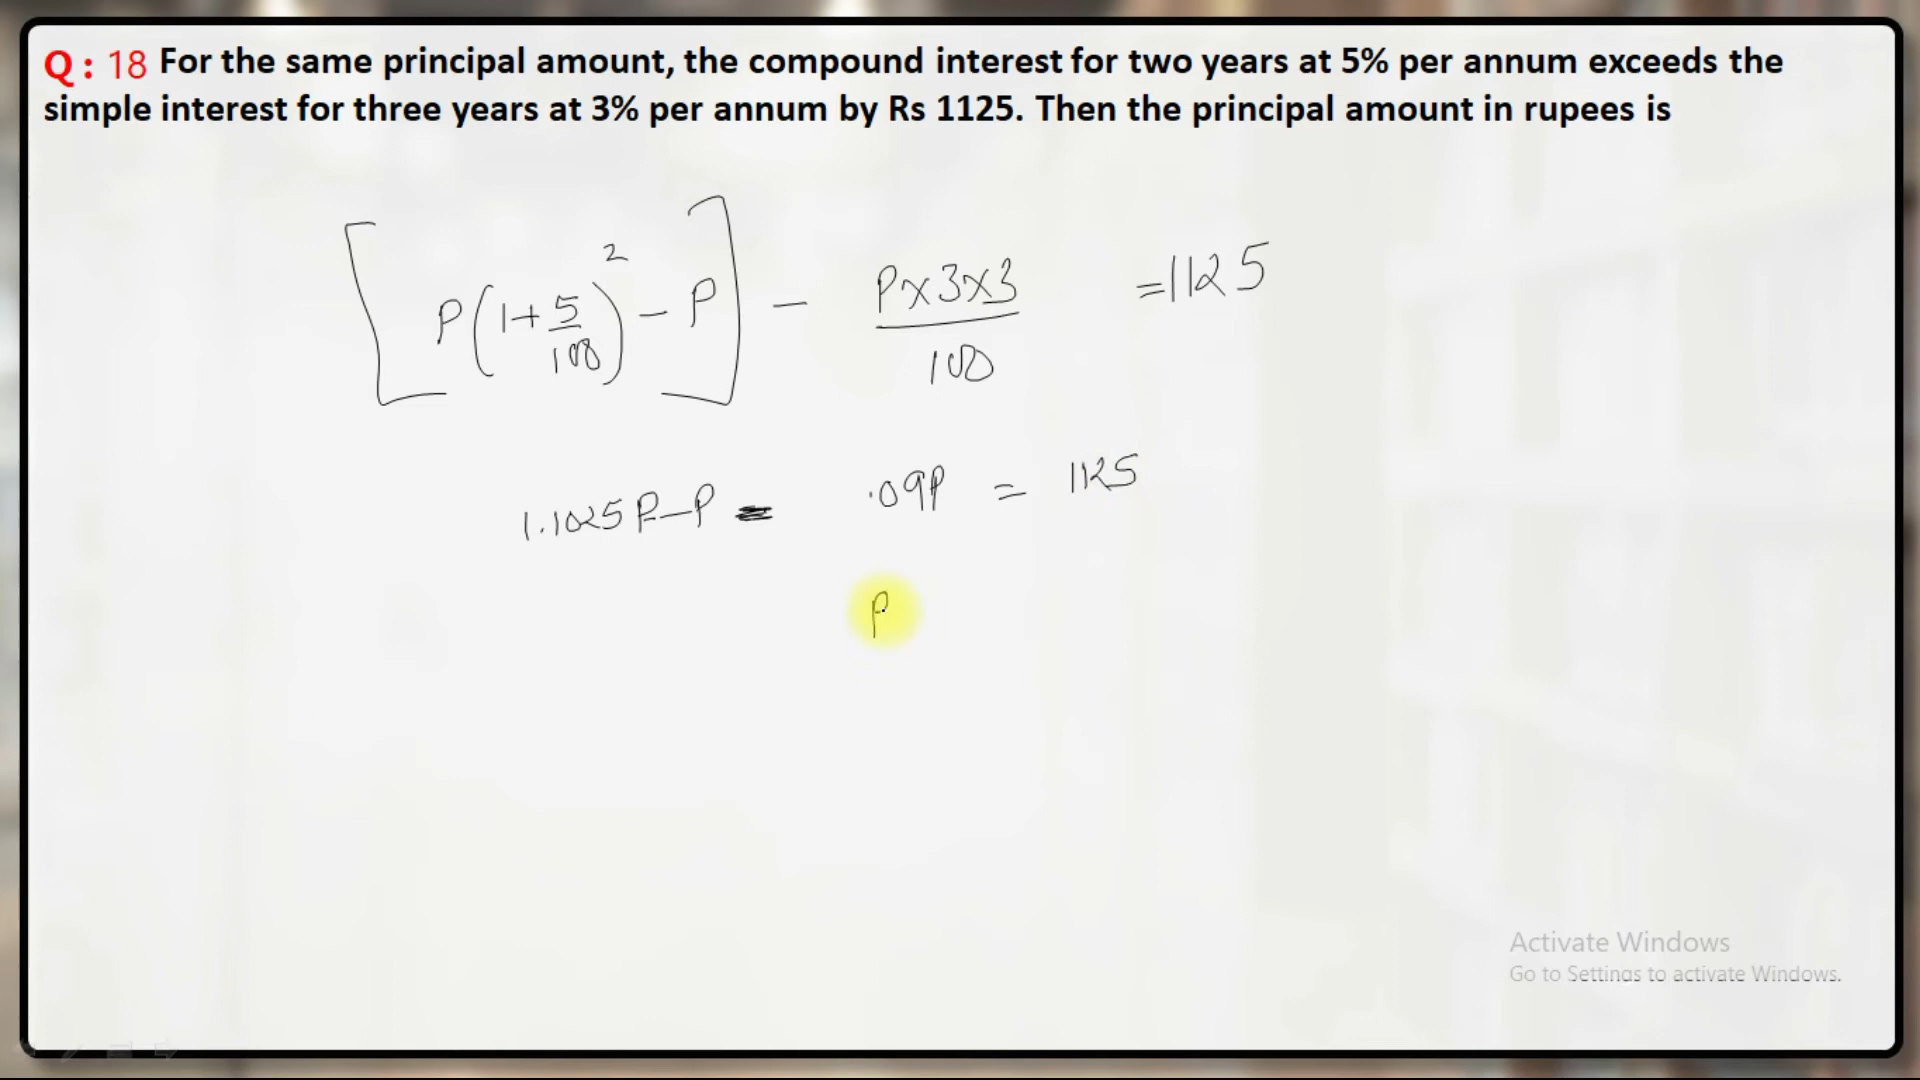 Q : 18 For the same principal amount, the compound interest for two years at 5% per annum exceeds the
simple interest for three years at 3% per annum by Rs 1125. Then the principal amount in rupees is
[P(1+5/100)² - P] - P×3×3/100 = 1125
1.1025P-P = .09P = 1125
P
Activate Windows
Go to Settings to activate Windows.